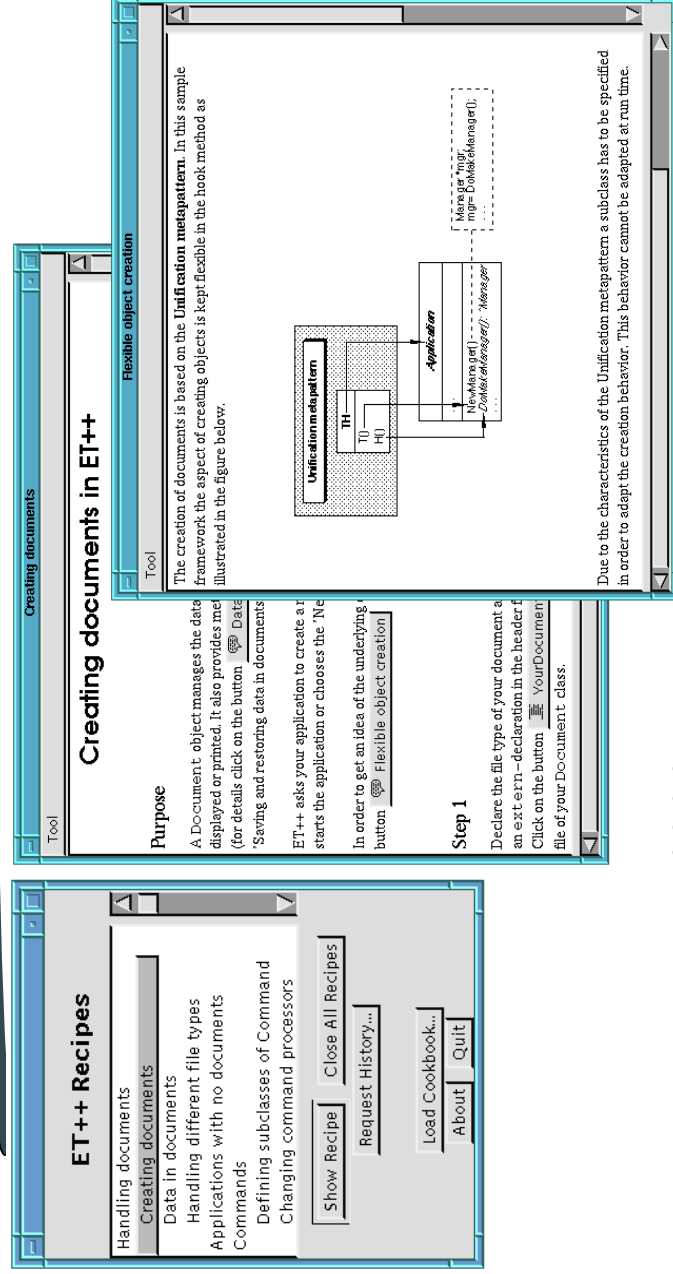 ET++ Recipes
Handling documents
Creating documents
Data in documents
Handling different file types
Applications with no documents
Commands
Defining subclasses of Command
Changing command processors
Show Recipe
Close All Recipes
Request History...
Load Cookbook...
About
Quit
Creating documents
Tool
Creating documents in ET++
Purpose
A Document object manages the data
displayed or printed. It also provides met
(for details click on the button Data
'Saving and restoring data in documents
ET++ asks your application to create a
starts the application or chooses the 'Ne
In order to get an idea of the underlying
button Flexible object creation
Step 1
Declare the file type of your document a
an extern-declaration in the header f
Click on the button YourDocument
file of your Document class.
Flexible object creation
Tool
The creation of documents is based on the Unification metapattern. In this sample
framework the aspect of creating objects is kept flexible in the hook method as
illustrated in the figure below.
Unification metapattern
TH
T()
H()
Application
. . .
NewManager()
DoMakeManager(): *Manager
. . .
Manager *mgr;
mgr= DoMakeManager();
. . .
Due to the characteristics of the Unification metapattern a subclass has to be specified
in order to adapt the creation behavior. This behavior cannot be adapted at run time.